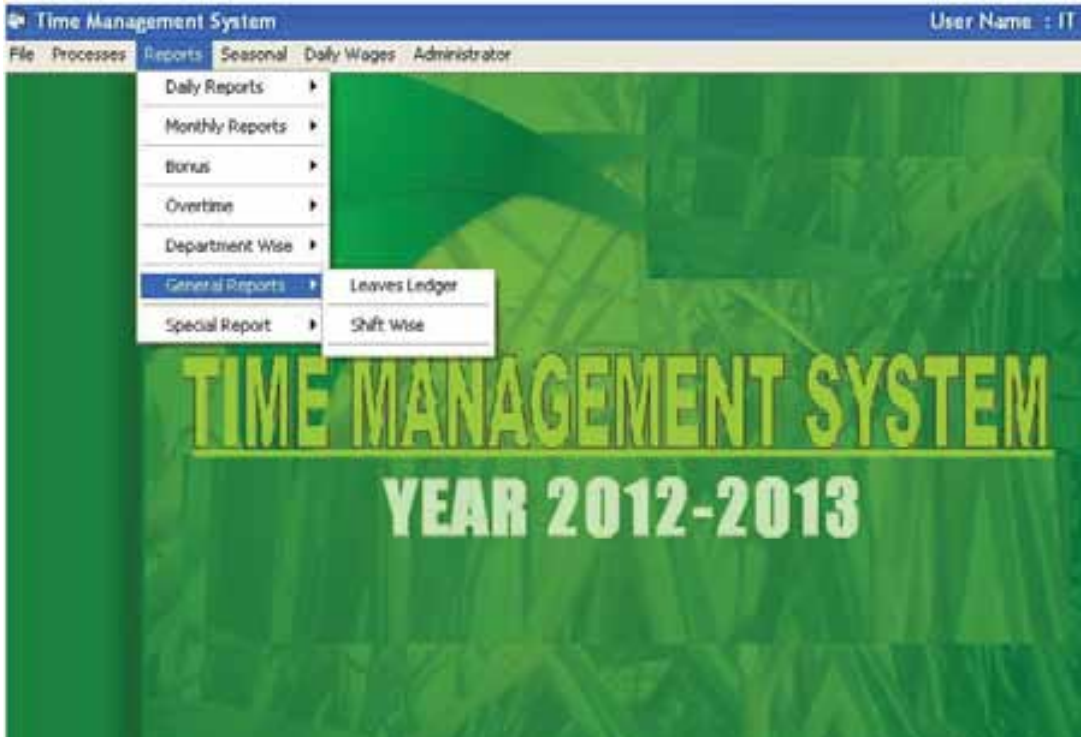 Time Management System User Name : IT
File Processes Reports Seasonal Daily Wages Administrator
Daily Reports
Monthly Reports
Bonus
Overtime
Department Wise
General Reports Leaves Ledger
Special Report Shift Wise
TIME MANAGEMENT SYSTEM
YEAR 2012-2013